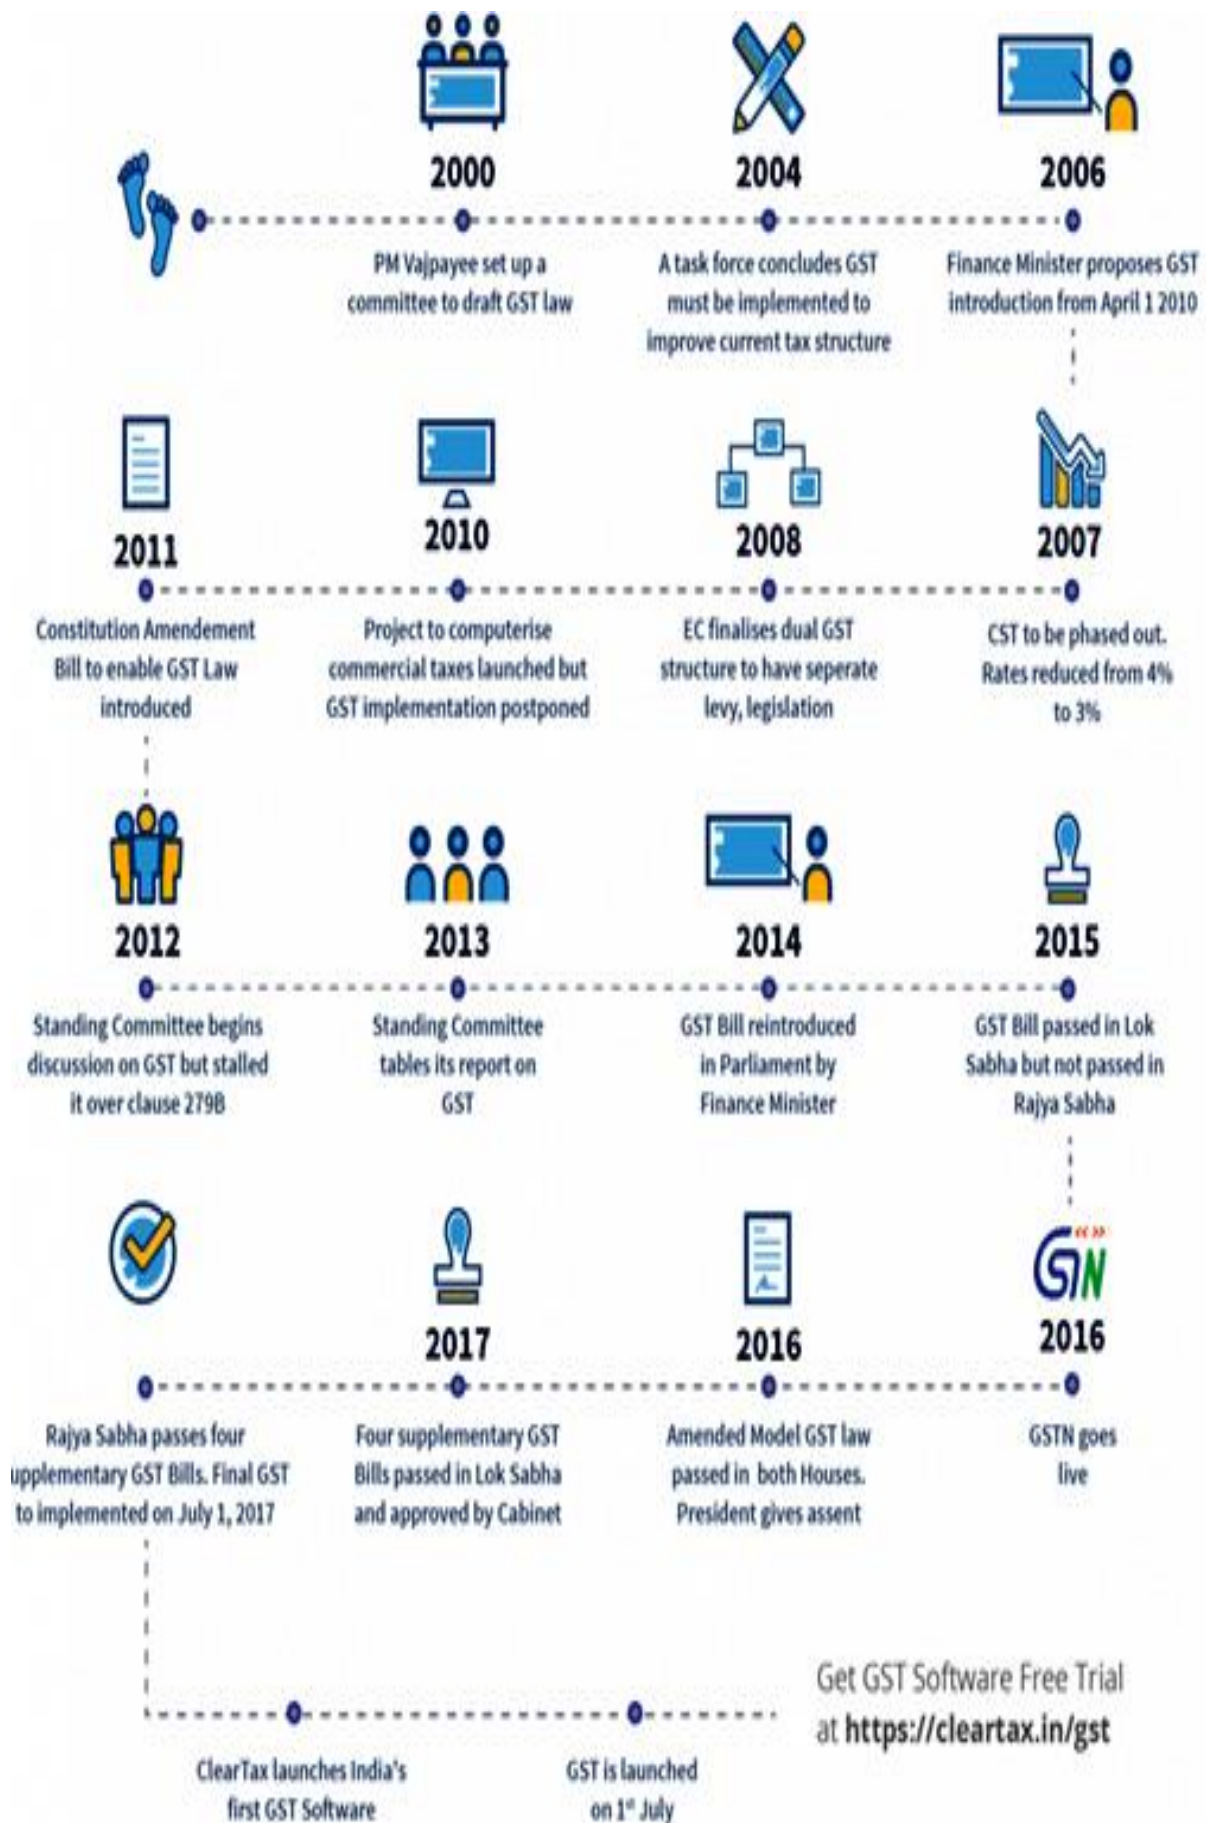 2000
PM Vajpayee set up a
committee to draft GST law
2004
A task force concludes GST
must be implemented to
improve current tax structure
2006
Finance Minister proposes GST
introduction from April 1 2010
2007
CST to be phased out.
Rates reduced from 4%
to 3%
2008
EC finalises dual GST
structure to have seperate
levy, legislation
2010
Project to computerise
commercial taxes launched but
GST implementation postponed
2011
Constitution Amendement
Bill to enable GST Law
introduced
2012
Standing Committee begins
discussion on GST but stalled
it over clause 279B
2013
Standing Committee
tables its report on
GST
2014
GST Bill reintroduced
in Parliament by
Finance Minister
2015
GST Bill passed in Lok
Sabha but not passed in
Rajya Sabha
GSTN
2016
GSTN goes
live
2016
Amended Model GST law
passed in both Houses.
President gives assent
2017
Four supplementary GST
Bills passed in Lok Sabha
and approved by Cabinet
Rajya Sabha passes four
upplementary GST Bills. Final GST
to implemented on July 1, 2017
ClearTax launches India's
first GST Software
GST is launched
on 1st July
Get GST Software Free Trial
at https://cleartax.in/gst